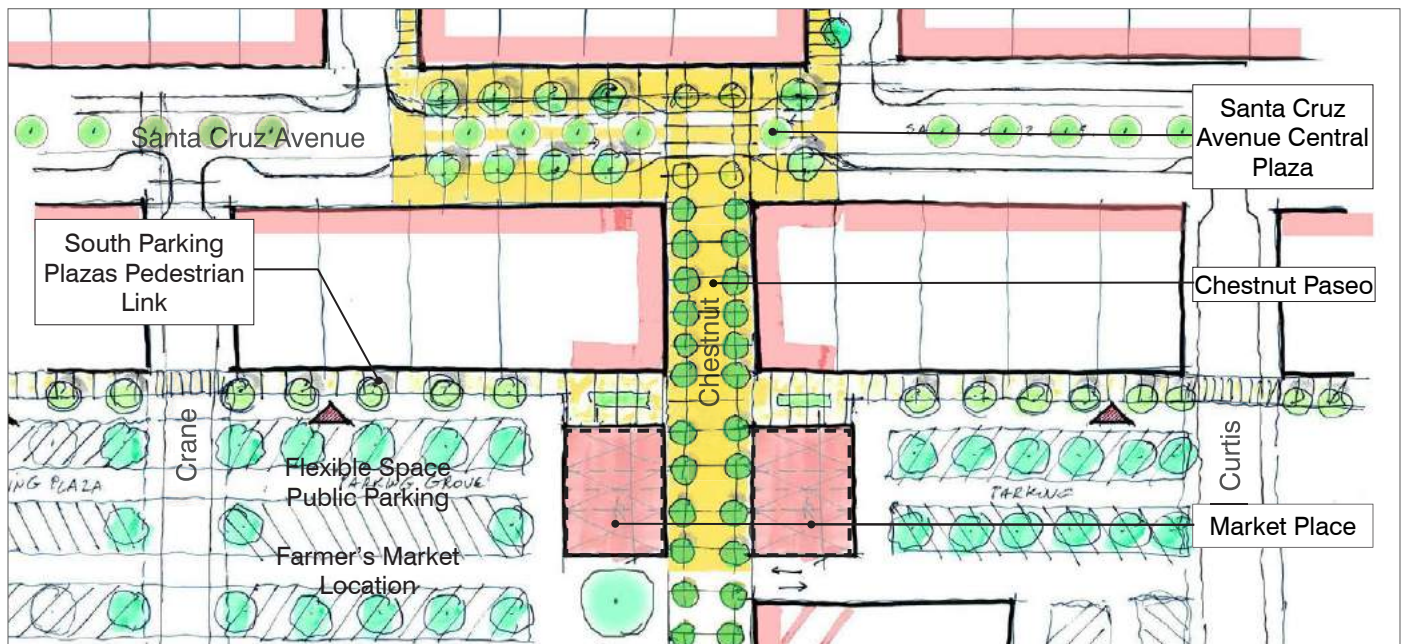 Santa Cruz Avenue
Santa Cruz
Avenue Central
Plaza
South Parking
Plazas Pedestrian
Link
Chestnut Paseo
Chestnut
Crane
Curtis
Flexible Space
Public Parking
PARKING GROVE
NG PLAZA
PARKING
Market Place
Farmer's Market
Location